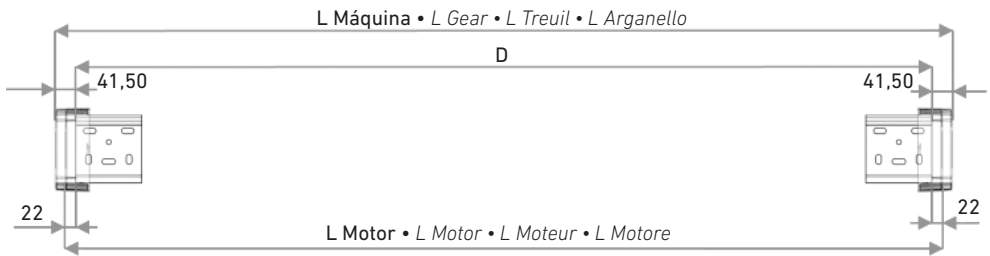 L Máquina • L Gear • L Treuil • L Arganello
D
41,50
41,50
22
22
L Motor • L Motor • L Moteur • L Motore